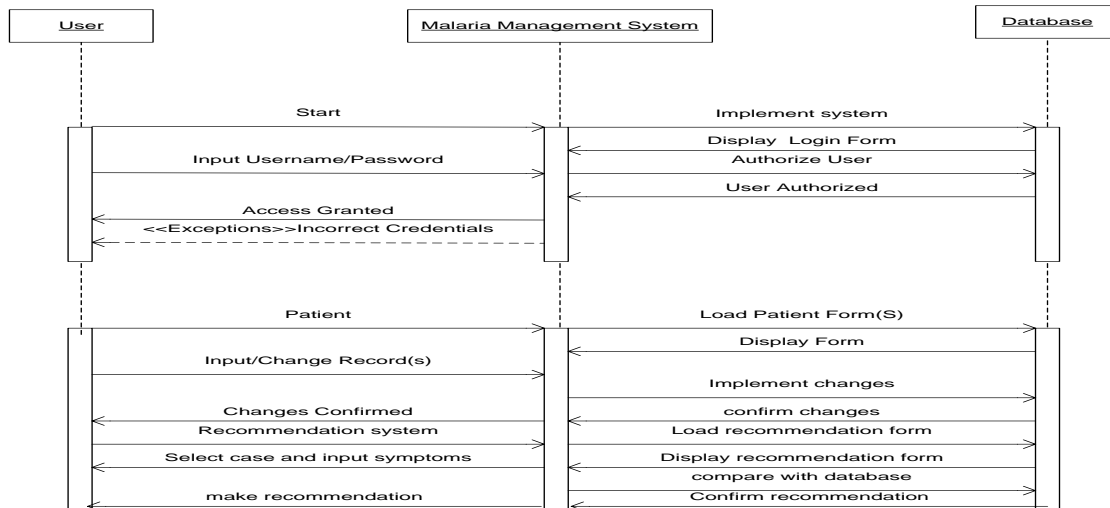 User
Malaria Management System
Database
Start
Implement system
Display Login Form
Input Username/Password
Authorize User
User Authorized
Access Granted
<<Exceptions>>Incorrect Credentials
Patient
Load Patient Form(S)
Display Form
Input/Change Record(s)
Implement changes
Changes Confirmed
confirm changes
Recommendation system
Load recommendation form
Select case and input symptoms
Display recommendation form
compare with database
make recommendation
Confirm recommendation